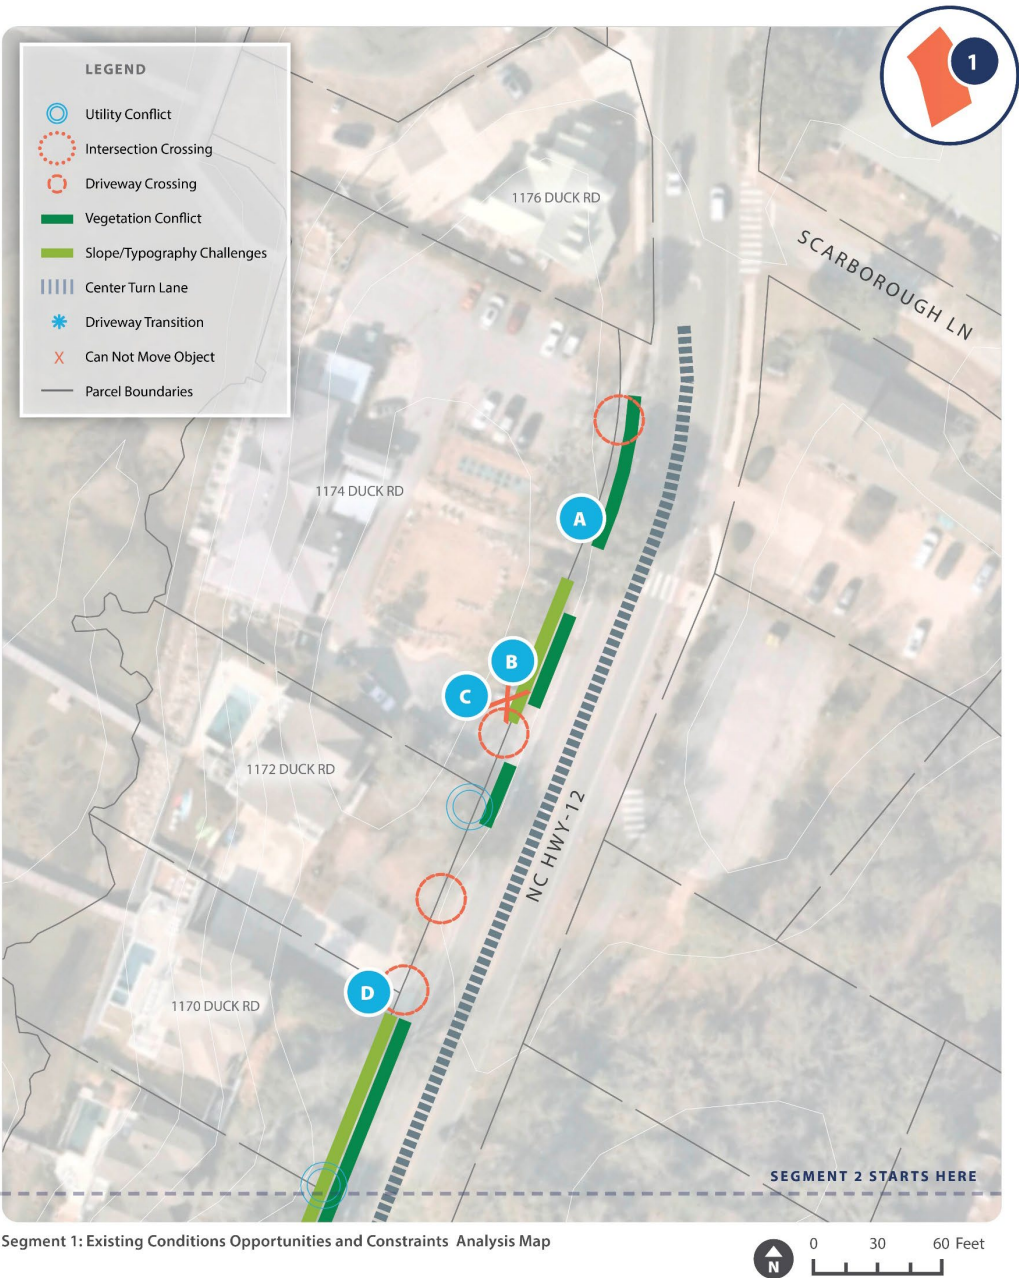 1
LEGEND
Utility Conflict
Intersection Crossing
Driveway Crossing
Vegetation Conflict
Slope/Typography Challenges
Center Turn Lane
Driveway Transition
X Can Not Move Object
Parcel Boundaries
1176 DUCK RD
SCARBOROUGH LN
1174 DUCK RD
A
B
C
1172 DUCK RD
NC HWY-12
D
1170 DUCK RD
SEGMENT 2 STARTS HERE
Segment 1: Existing Conditions Opportunities and Constraints Analysis Map
N
0 30 60 Feet